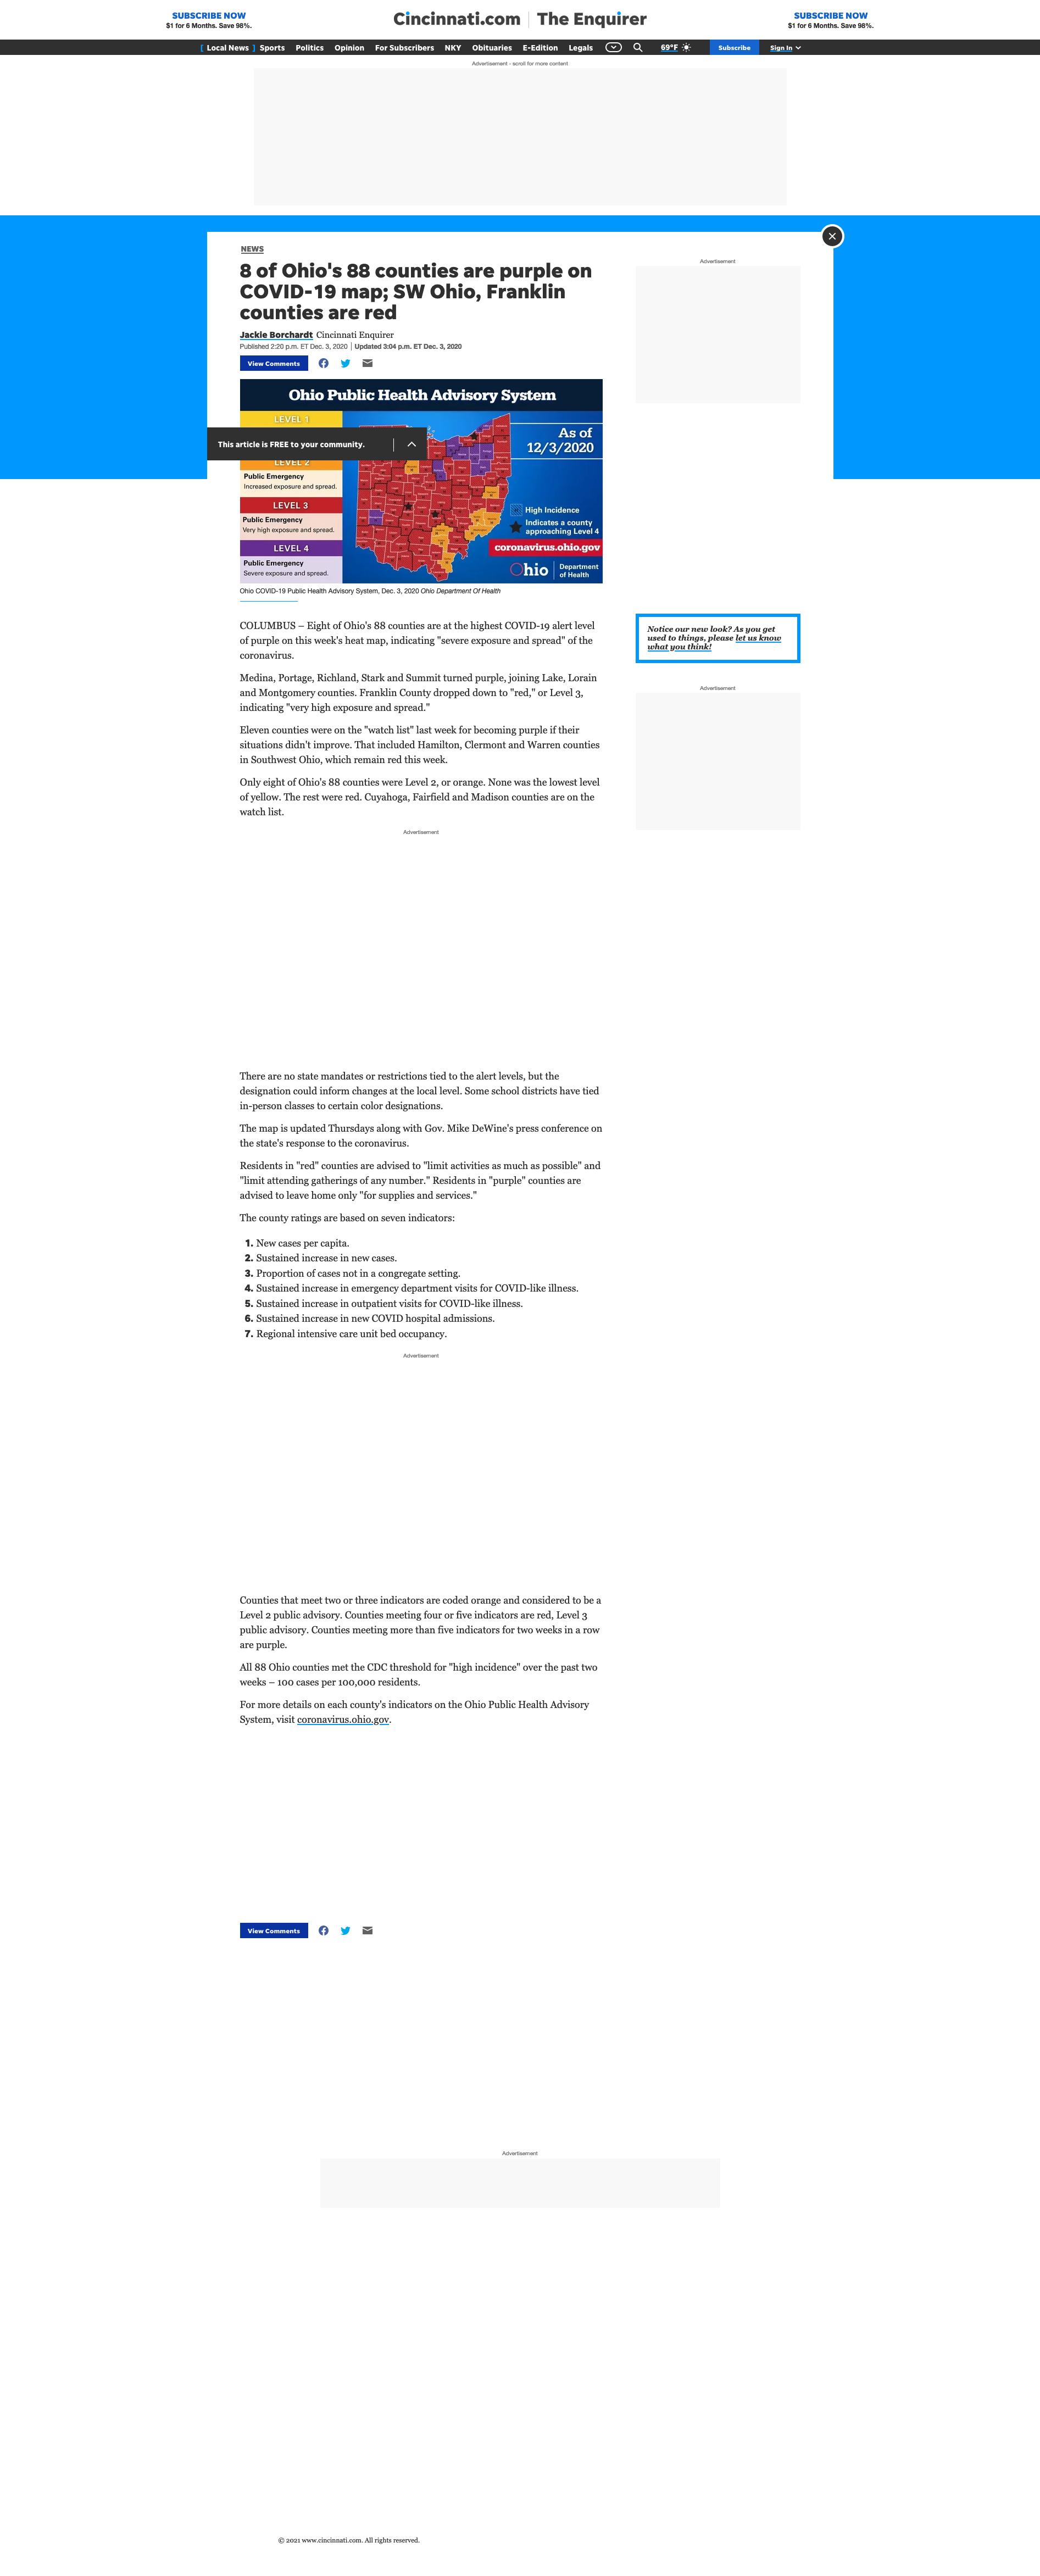 SUBSCRIBE NOW
$1 for 6 Months. Save 98%.
Cincinnati.com | The Enquirer
SUBSCRIBE NOW
$1 for 6 Months. Save 98%.
[ Local News ] Sports Politics Opinion For Subscribers NKY Obituaries E-Edition Legals 69°F Subscribe Sign In
Advertisement - scroll for more content
NEWS
8 of Ohio's 88 counties are purple on
COVID-19 map; SW Ohio, Franklin
counties are red
Jackie Borchardt Cincinnati Enquirer
Published 2:20 p.m. ET Dec. 3, 2020 | Updated 3:04 p.m. ET Dec. 3, 2020
View Comments
Ohio Public Health Advisory System
LEVEL 1
This article is FREE to your community.
LEVEL 2
Public Emergency
Increased exposure and spread.
LEVEL 3
Public Emergency
Very high exposure and spread.
LEVEL 4
Public Emergency
Severe exposure and spread.
As of
12/3/2020
High Incidence
Indicates a county
approaching Level 4
coronavirus.ohio.gov
Ohio | Department
of Health
Ohio COVID-19 Public Health Advisory System, Dec. 3, 2020 Ohio Department Of Health
COLUMBUS – Eight of Ohio's 88 counties are at the highest COVID-19 alert level
of purple on this week's heat map, indicating "severe exposure and spread" of the
coronavirus.
Medina, Portage, Richland, Stark and Summit turned purple, joining Lake, Lorain
and Montgomery counties. Franklin County dropped down to "red," or Level 3,
indicating "very high exposure and spread."
Eleven counties were on the "watch list" last week for becoming purple if their
situations didn't improve. That included Hamilton, Clermont and Warren counties
in Southwest Ohio, which remain red this week.
Only eight of Ohio's 88 counties were Level 2, or orange. None was the lowest level
of yellow. The rest were red. Cuyahoga, Fairfield and Madison counties are on the
watch list.
Advertisement
There are no state mandates or restrictions tied to the alert levels, but the
designation could inform changes at the local level. Some school districts have tied
in-person classes to certain color designations.
The map is updated Thursdays along with Gov. Mike DeWine's press conference on
the state's response to the coronavirus.
Residents in "red" counties are advised to "limit activities as much as possible" and
"limit attending gatherings of any number." Residents in "purple" counties are
advised to leave home only "for supplies and services."
The county ratings are based on seven indicators:
1. New cases per capita.
2. Sustained increase in new cases.
3. Proportion of cases not in a congregate setting.
4. Sustained increase in emergency department visits for COVID-like illness.
5. Sustained increase in outpatient visits for COVID-like illness.
6. Sustained increase in new COVID hospital admissions.
7. Regional intensive care unit bed occupancy.
Advertisement
Counties that meet two or three indicators are coded orange and considered to be a
Level 2 public advisory. Counties meeting four or five indicators are red, Level 3
public advisory. Counties meeting more than five indicators for two weeks in a row
are purple.
All 88 Ohio counties met the CDC threshold for "high incidence" over the past two
weeks – 100 cases per 100,000 residents.
For more details on each county's indicators on the Ohio Public Health Advisory
System, visit coronavirus.ohio.gov.
View Comments
Advertisement
Notice our new look? As you get
used to things, please let us know
what you think!
Advertisement
Advertisement
© 2021 www.cincinnati.com. All rights reserved.